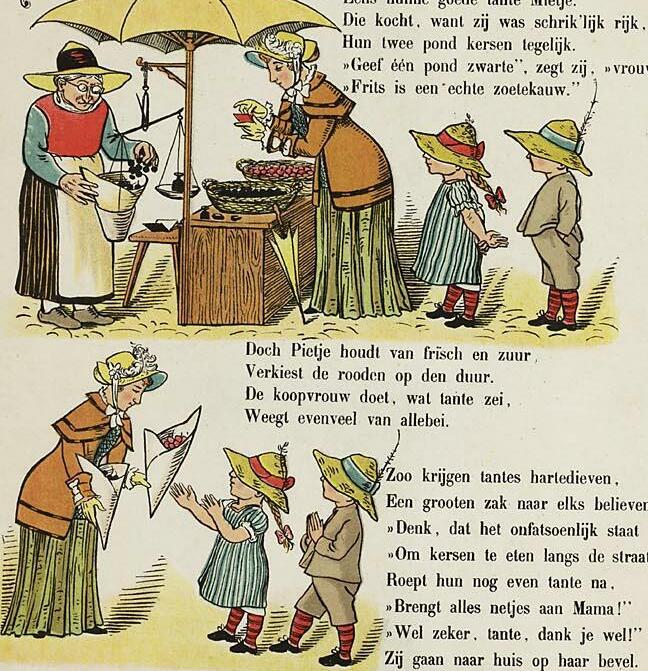 Eens hunne goede tante Mietje.
Die kocht, want zij was schrik'lijk rijk,
Hun twee pond kersen tegelijk.
»Geef één pond zwarte”, zegt zij, »vrouw
»Frits is een echte zoetekauw.”
Doch Pietje houdt van frisch en zuur,
Verkiest de rooden op den duur.
De koopvrouw doet, wat tante zei,
Weegt evenveel van allebei.
Zoo krijgen tantes hartedieven,
Een grooten zak naar elks believen
»Denk, dat het onfatsoenlijk staat
»Om kersen te eten langs de straat
Roept hun nog even tante na,
»Brengt alles netjes aan Mama!”
»Wel zeker, tante, dank je wel!”
Zij gaan naar huis op haar bevel.